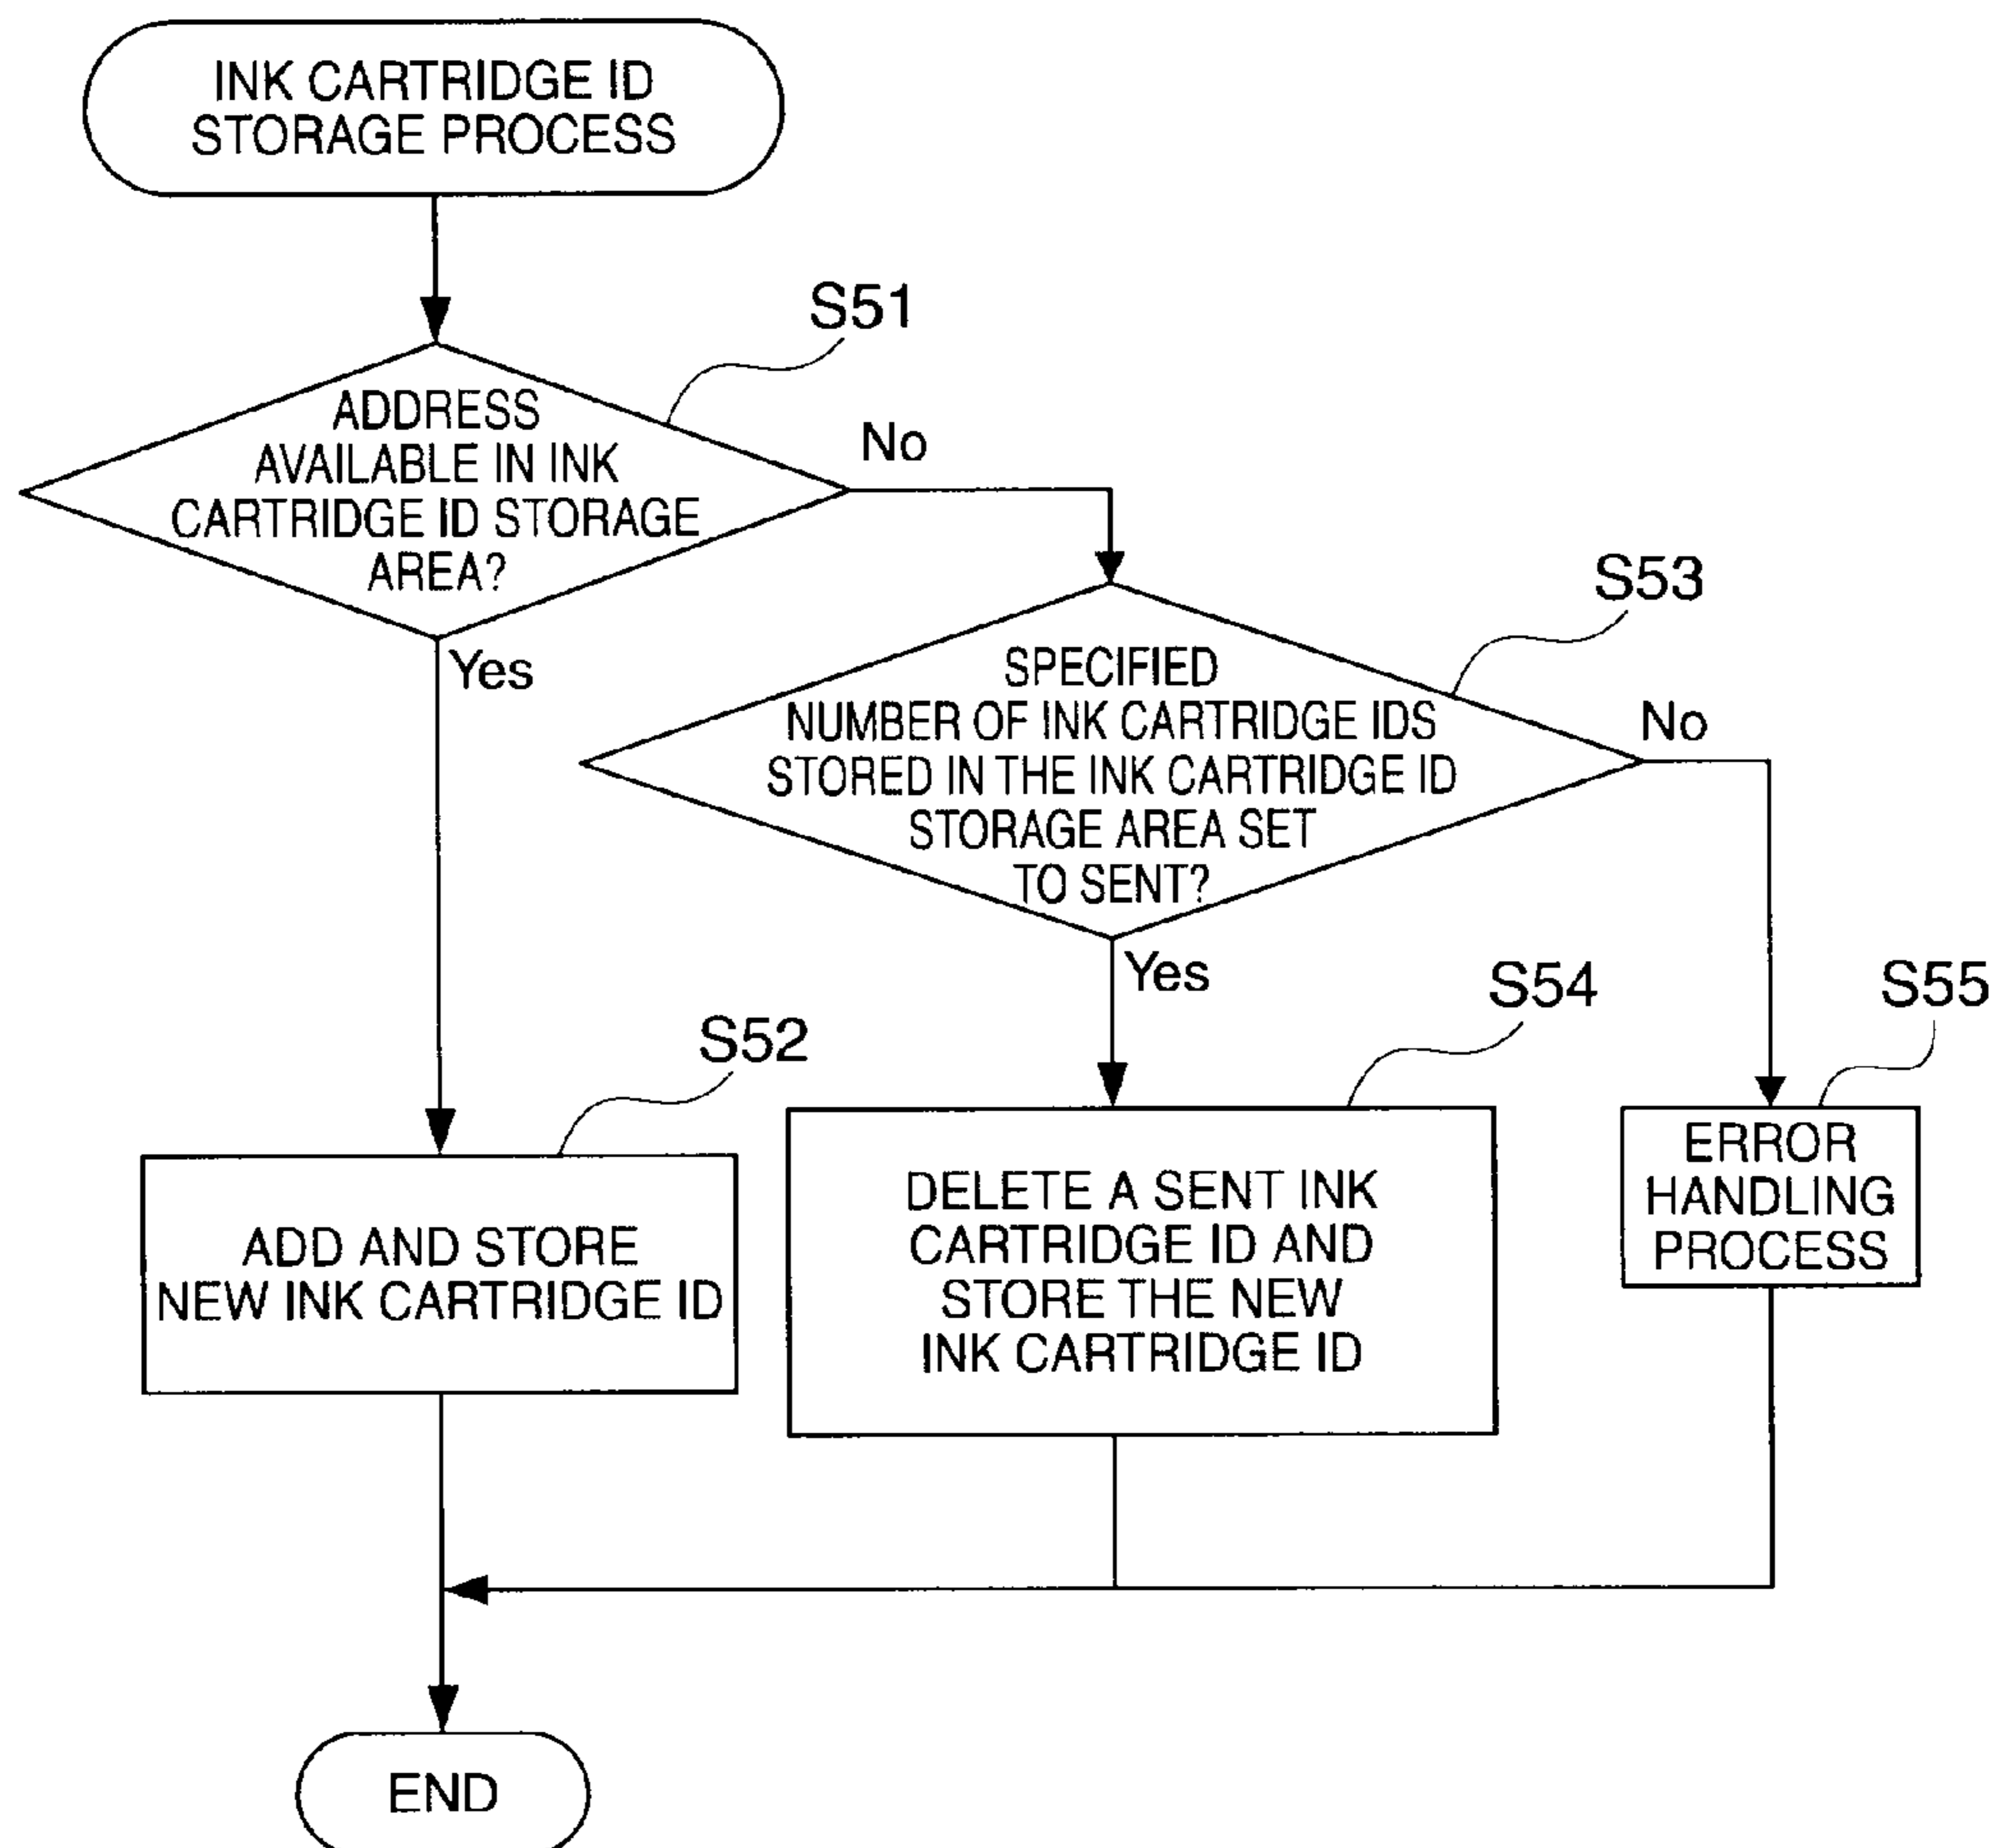 INK CARTRIDGE ID
STORAGE PROCESS
S51
ADDRESS
AVAILABLE IN INK
CARTRIDGE ID STORAGE
AREA?
No
Yes
S53
SPECIFIED
NUMBER OF INK CARTRIDGE IDS
STORED IN THE INK CARTRIDGE ID
STORAGE AREA SET
TO SENT?
No
Yes
S52
ADD AND STORE
NEW INK CARTRIDGE ID
S54
DELETE A SENT INK
CARTRIDGE ID AND
STORE THE NEW
INK CARTRIDGE ID
S55
ERROR
HANDLING
PROCESS
END